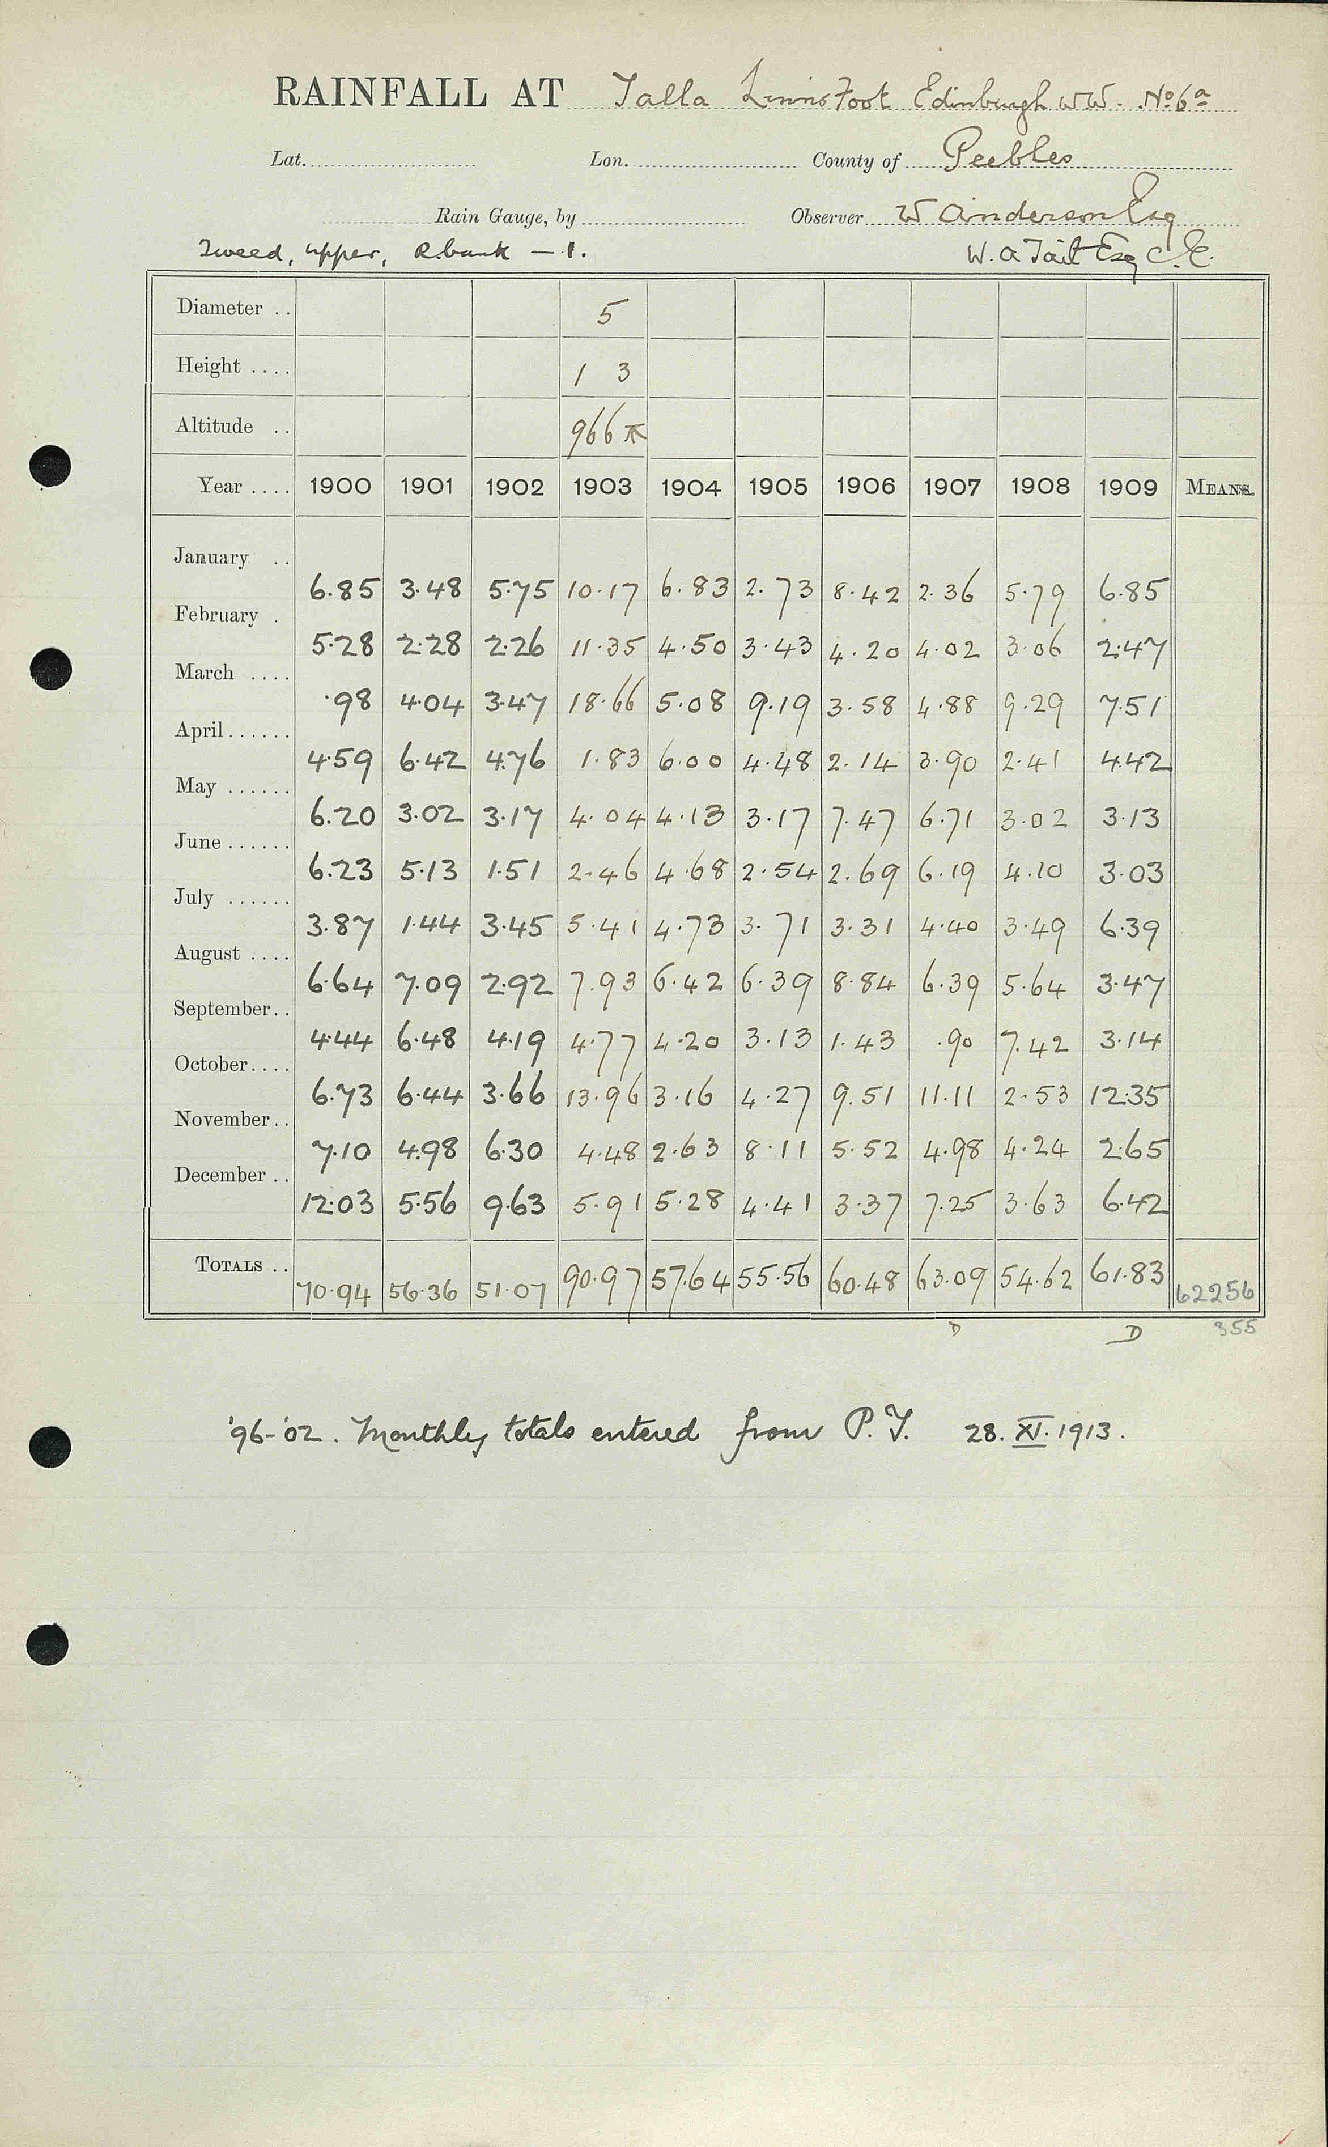 RAINFALL AT Talla Linnsfoot Edinburgh WW. No 6a
Lat. Lon. County of Peebles
Rain Gauge, by Observer W Anderson Esq
Tweed, upper, R.bank – 1. W. A Tait Esq C.E.
Diameter .. 5
Height .... 1 3
Altitude .. 966
Year .... 1900 1901 1902 1903 1904 1905 1906 1907 1908 1909 MEANS.
January .. 6.85 3.48 5.75 10.17 6.83 2.73 8.42 2.36 5.79 6.85
February . 5.28 2.28 2.26 11.35 4.50 3.43 4.20 4.02 3.06 2.47
March .... .98 4.04 3.47 18.66 5.08 9.19 3.58 4.88 9.29 7.51
April...... 4.59 6.42 4.76 1.83 6.00 4.48 2.14 3.90 2.41 4.42
May ...... 6.20 3.02 3.17 4.04 4.13 3.17 7.47 6.71 3.02 3.13
June ...... 6.23 5.13 1.51 2.46 4.68 2.54 2.69 6.19 4.10 3.03
July ...... 3.87 1.44 3.45 5.41 4.73 3.71 3.31 4.40 3.49 6.39
August .... 6.64 7.09 2.92 7.93 6.42 6.39 8.84 6.39 5.64 3.47
September.. 4.44 6.48 4.19 4.77 4.20 3.13 1.43 .90 7.42 3.14
October.... 6.73 6.44 3.66 13.96 3.16 4.27 9.51 11.11 2.53 12.35
November.. 7.10 4.98 6.30 4.48 2.63 8.11 5.52 4.98 4.24 2.65
December .. 12.03 5.56 9.63 5.91 5.28 4.41 3.37 7.25 3.63 6.42
TOTALS .. 70.94 56.36 51.07 90.97 57.64 55.56 60.48 63.09 54.62 61.83 62256
D D 355
'96-'02. Monthly totals entered from P.T. 28. XI. 1913.